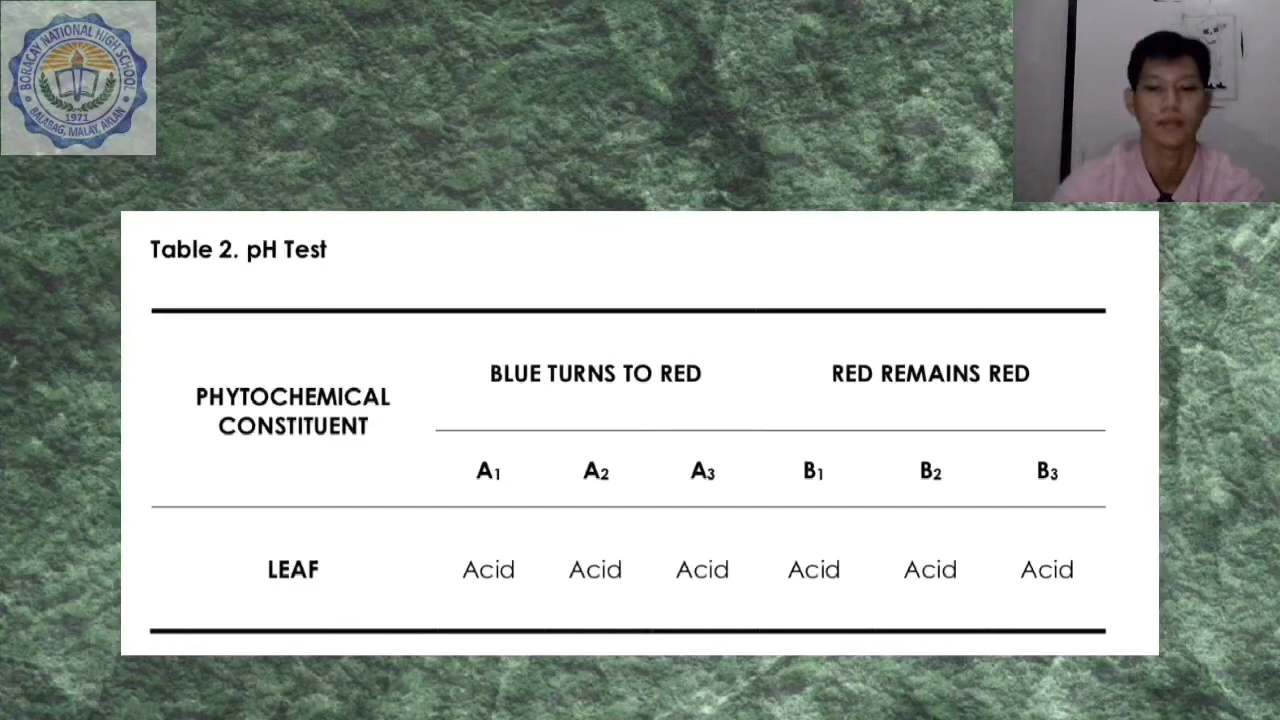 BORACAY NATIONAL HIGH SCHOOL
1971
BALABAG, MALAY, AKLAN
Table 2. pH Test
PHYTOCHEMICAL
CONSTITUENT
BLUE TURNS TO RED
RED REMAINS RED
A1 A2 A3 B1 B2 B3
LEAF Acid Acid Acid Acid Acid Acid